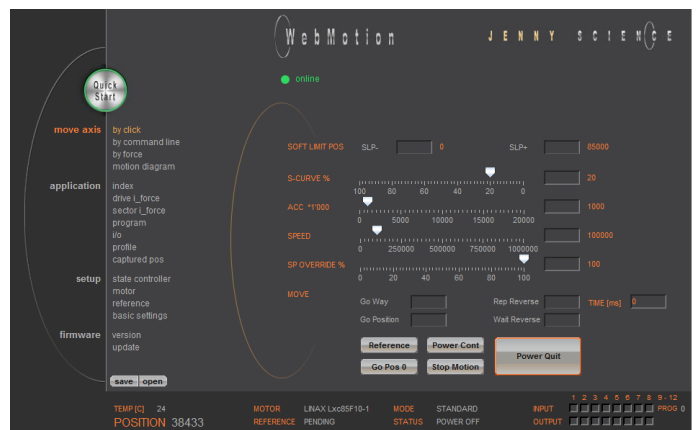 WebMotion
JENNY SCIENCE
online
Quick
Start
move axis by click
by command line
by force
motion diagram
application index
drive i_force
sector i_force
program
i/o
profile
captured pos
setup state controller
motor
reference
basic settings
firmware version
update
save open
SOFT LIMIT POS SLP- 0 SLP+ 85000
S-CURVE % 20
100 80 60 40 20 0
ACC *1'000 1000
0 5000 10000 15000 20000
SPEED 100000
0 250000 500000 750000 1000000
SP OVERRIDE % 100
0 20 40 60 80 100
MOVE Go Way Rep Reverse TIME [ms] 0
Go Position Wait Reverse
Reference Power Cont Power Quit
Go Pos 0 Stop Motion
1 2 3 4 5 6 7 8 9 - 12
TEMP [C] 24 MOTOR LINAX Lxc85F10-1 MODE STANDARD INPUT PROG 0
POSITION 38433 REFERENCE PENDING STATUS POWER OFF OUTPUT